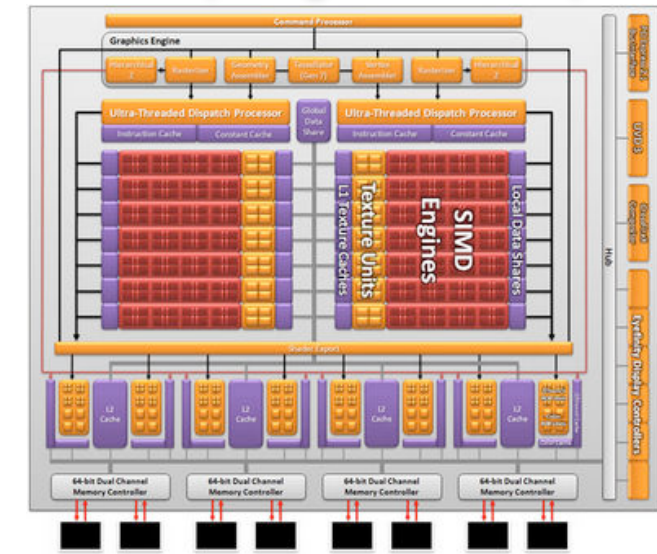 Command Processor
Graphics Engine
Hierarchical
Z
Rasterizer
Geometry
Assembler
Tessellator
(Gen 7)
Vertex
Assembler
Rasterizer
Hierarchical
Z
Ultra-Threaded Dispatch Processor
Instruction Cache
Constant Cache
Global
Data
Share
Ultra-Threaded Dispatch Processor
Instruction Cache
Constant Cache
L1 Texture Caches
Texture Units
SIMD
Engines
Local Data Shares
Shader Export
L2
Cache
L2
Cache
L2
Cache
L2
Cache
64-bit Dual Channel
Memory Controller
64-bit Dual Channel
Memory Controller
64-bit Dual Channel
Memory Controller
64-bit Dual Channel
Memory Controller
Hub
Eyefinity Display Controllers